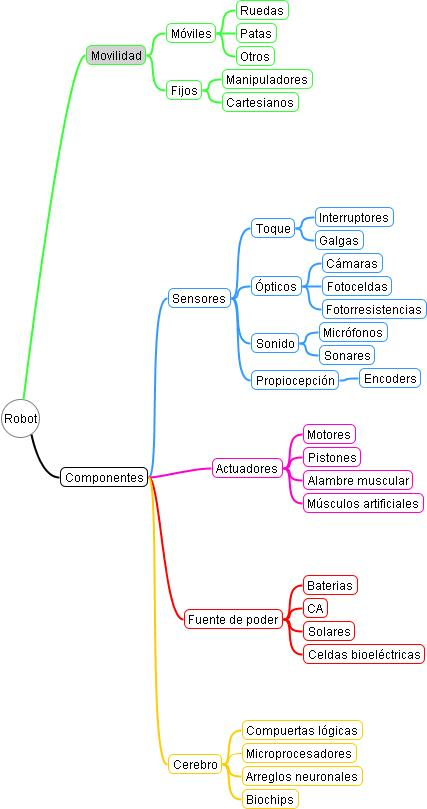 Robot
Movilidad
Móviles
Ruedas
Patas
Otros
Fijos
Manipuladores
Cartesianos
Componentes
Sensores
Toque
Interruptores
Galgas
Ópticos
Cámaras
Fotoceldas
Fotorresistencias
Sonido
Micrófonos
Sonares
Propiocepción
Encoders
Actuadores
Motores
Pistones
Alambre muscular
Músculos artificiales
Fuente de poder
Baterias
CA
Solares
Celdas bioeléctricas
Cerebro
Compuertas lógicas
Microprocesadores
Arreglos neuronales
Biochips